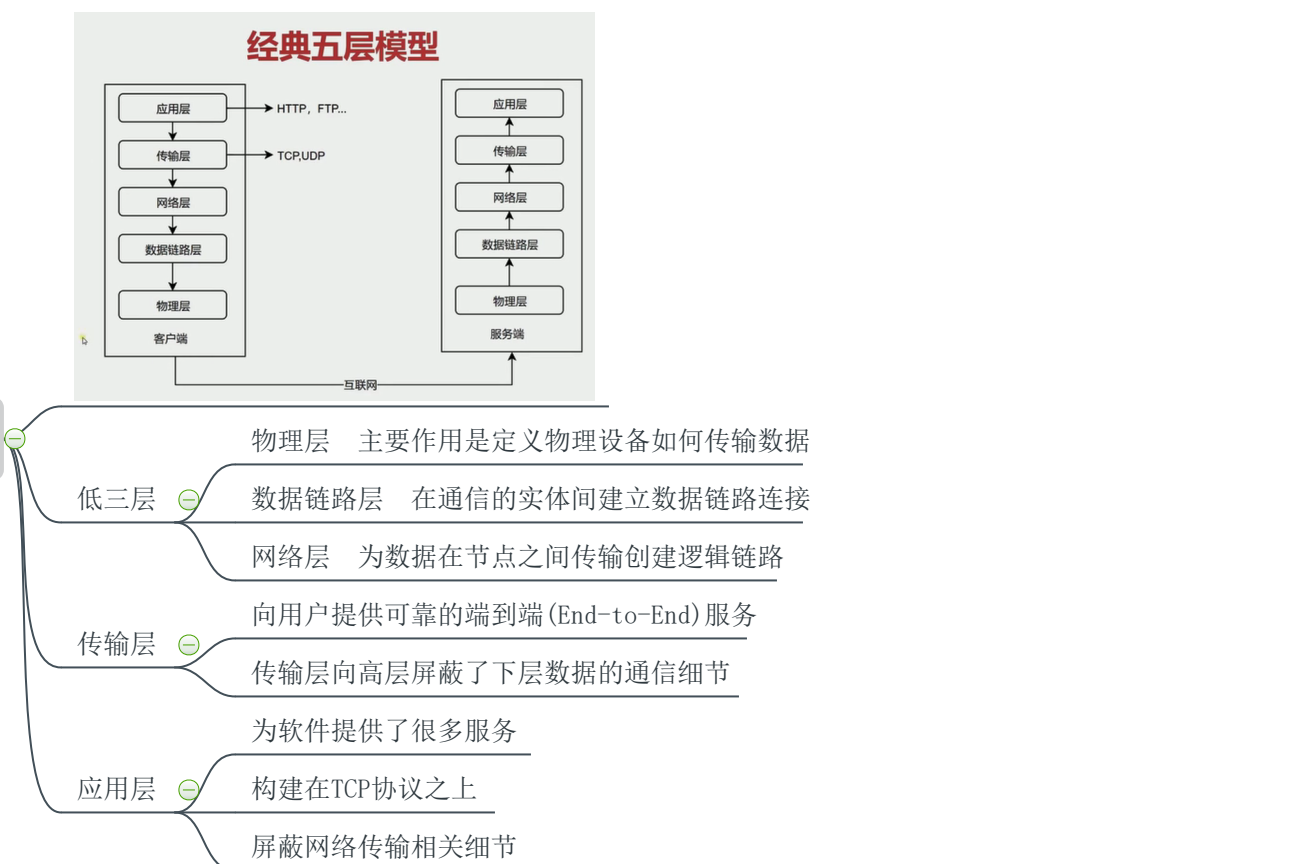 经典五层模型
应用层
HTTP，FTP...
传输层
TCP,UDP
网络层
数据链路层
物理层
客户端
应用层
传输层
网络层
数据链路层
物理层
服务端
互联网
低三层
物理层 主要作用是定义物理设备如何传输数据
数据链路层 在通信的实体间建立数据链路连接
网络层 为数据在节点之间传输创建逻辑链路
传输层
向用户提供可靠的端到端(End-to-End)服务
传输层向高层屏蔽了下层数据的通信细节
应用层
为软件提供了很多服务
构建在TCP协议之上
屏蔽网络传输相关细节